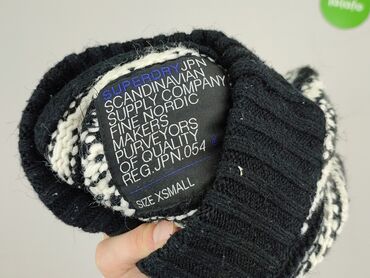 SUPERDRY JPN
SCANDINAVIAN
SUPPLY COMPANY
FINE NORDIC
MAKERS
PURVEYORS
OF QUALITY
REG.JPN.054
SIZE XSMALL